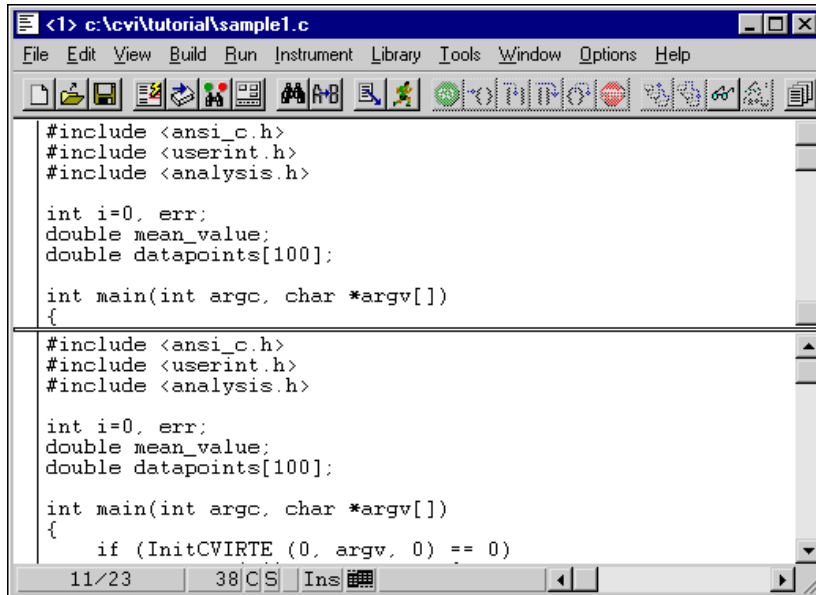 <1> c:\cvi\tutorial\sample1.c
File Edit View Build Run Instrument Library Tools Window Options Help
#include <ansi_c.h>
#include <userint.h>
#include <analysis.h>
int i=0, err;
double mean_value;
double datapoints[100];
int main(int argc, char *argv[])
{
#include <ansi_c.h>
#include <userint.h>
#include <analysis.h>
int i=0, err;
double mean_value;
double datapoints[100];
int main(int argc, char *argv[])
{
if (InitCVIRTE (0, argv, 0) == 0)
11/23 38 C S Ins